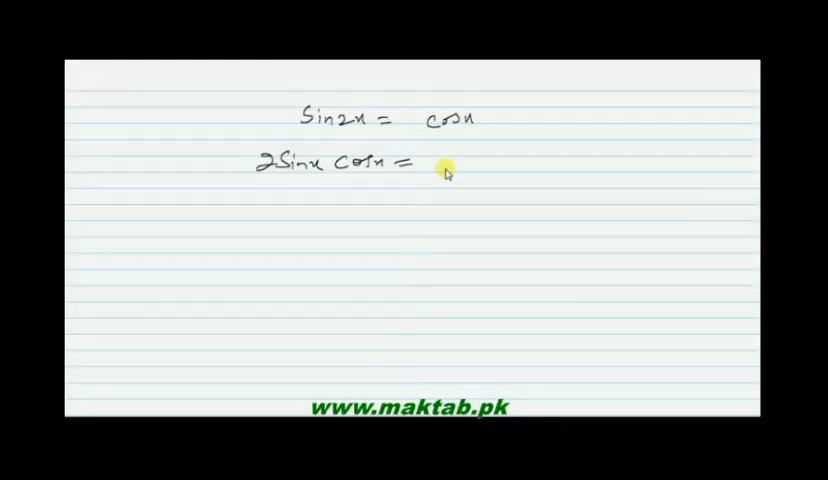 Sin2x = cosx
2Sinx cosx =
www.maktab.pk